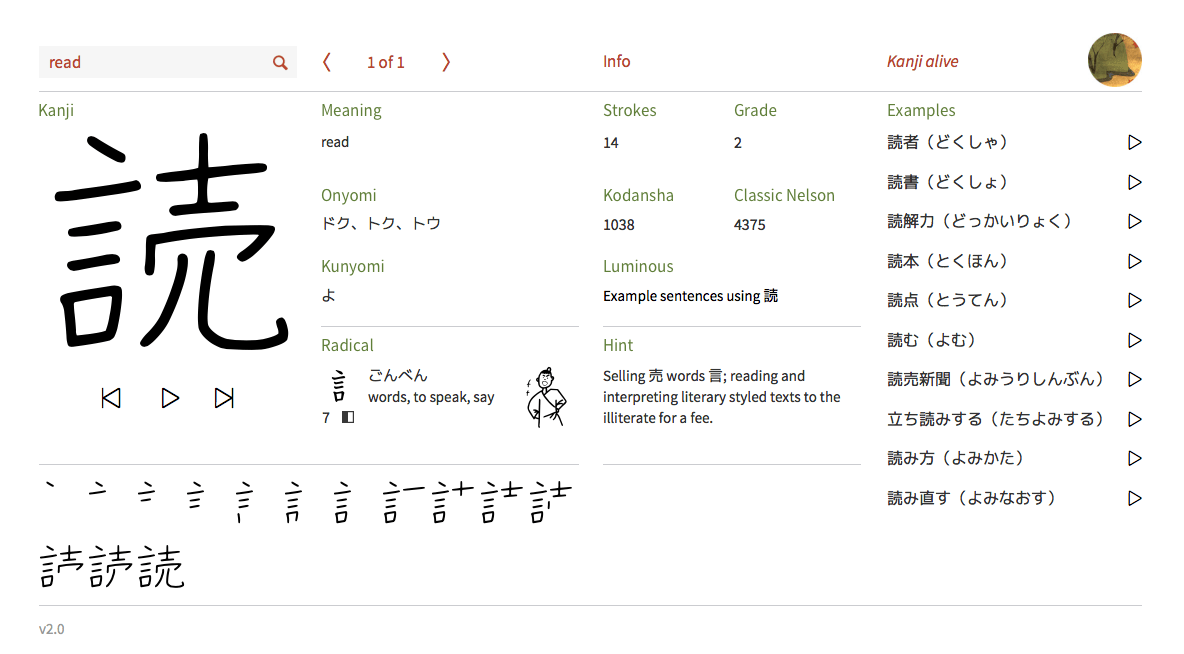 read
1 of 1
Info
Kanji alive
Kanji
読
Meaning
read
Onyomi
ドク、トク、トウ
Kunyomi
よ
Radical
訁
ごんべん
words, to speak, say
7
Strokes
14
Grade
2
Kodansha
1038
Classic Nelson
4375
Luminous
Example sentences using 読
Hint
Selling 売 words 言; reading and
interpreting literary styled texts to the
illiterate for a fee.
Examples
読者（どくしゃ）
読書（どくしょ）
読解力（どっかいりょく）
読本（とくほん）
読点（とうてん）
読む（よむ）
読売新聞（よみうりしんぶん）
立ち読みする（たちよみする）
読み方（よみかた）
読み直す（よみなおす）
v2.0